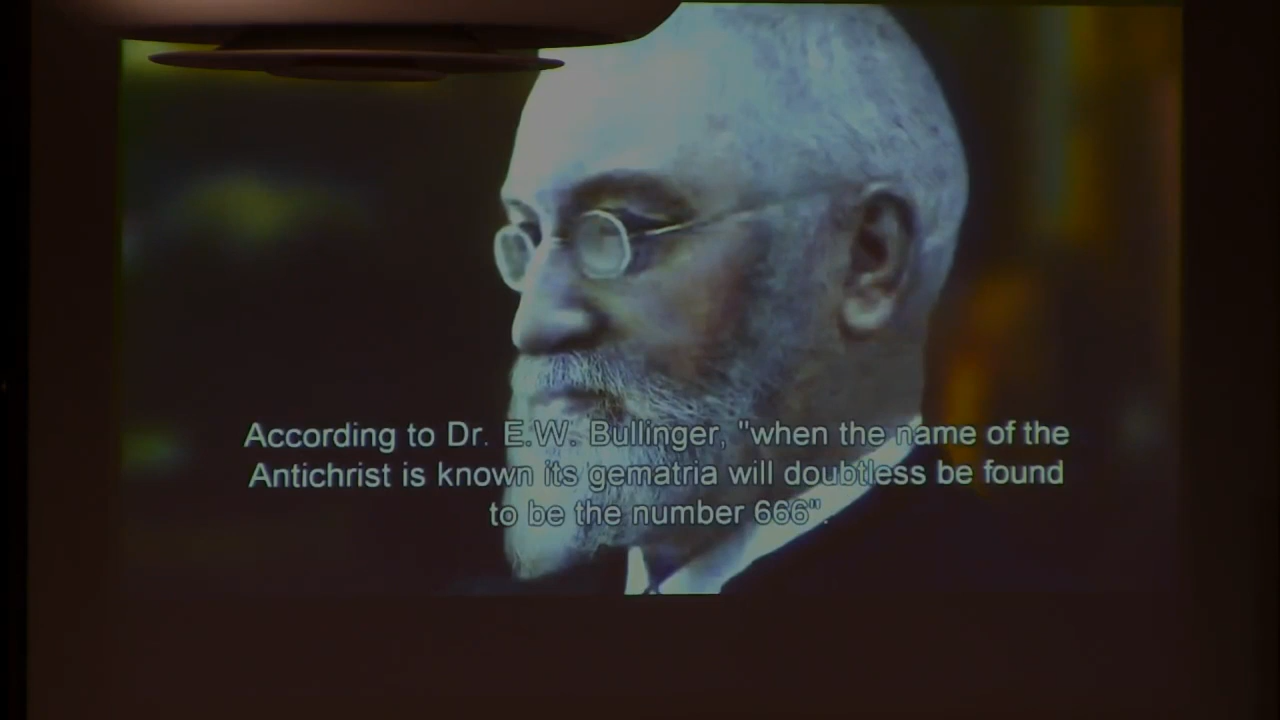 According to Dr. E.W. Bullinger, "when the name of the
Antichrist is known its gematria will doubtless be found
to be the number 666".